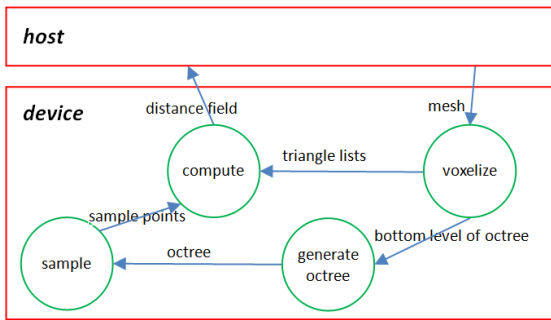 host
device
distance field
mesh
compute
triangle lists
voxelize
sample points
bottom level of octree
sample
octree
generate
octree